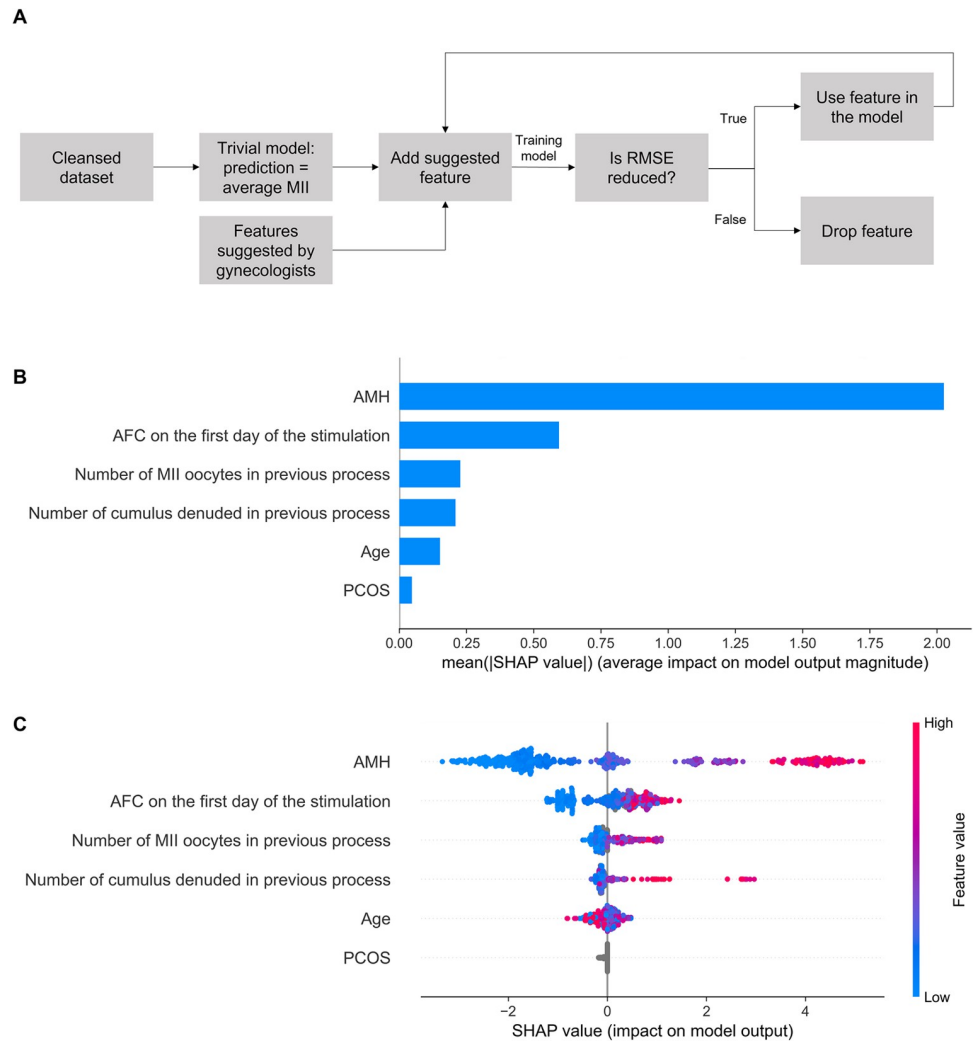 A
Cleansed
dataset
Trivial model:
prediction =
average MII
Features
suggested by
gynecologists
Add suggested
feature
Training
model
Is RMSE
reduced?
True
False
Use feature in
the model
Drop feature
B
AMH
AFC on the first day of the stimulation
Number of MII oocytes in previous process
Number of cumulus denuded in previous process
Age
PCOS
0.00 0.25 0.50 0.75 1.00 1.25 1.50 1.75 2.00
mean(|SHAP value|) (average impact on model output magnitude)
C
AMH
AFC on the first day of the stimulation
Number of MII oocytes in previous process
Number of cumulus denuded in previous process
Age
PCOS
−2 0 2 4
SHAP value (impact on model output)
High
Feature value
Low